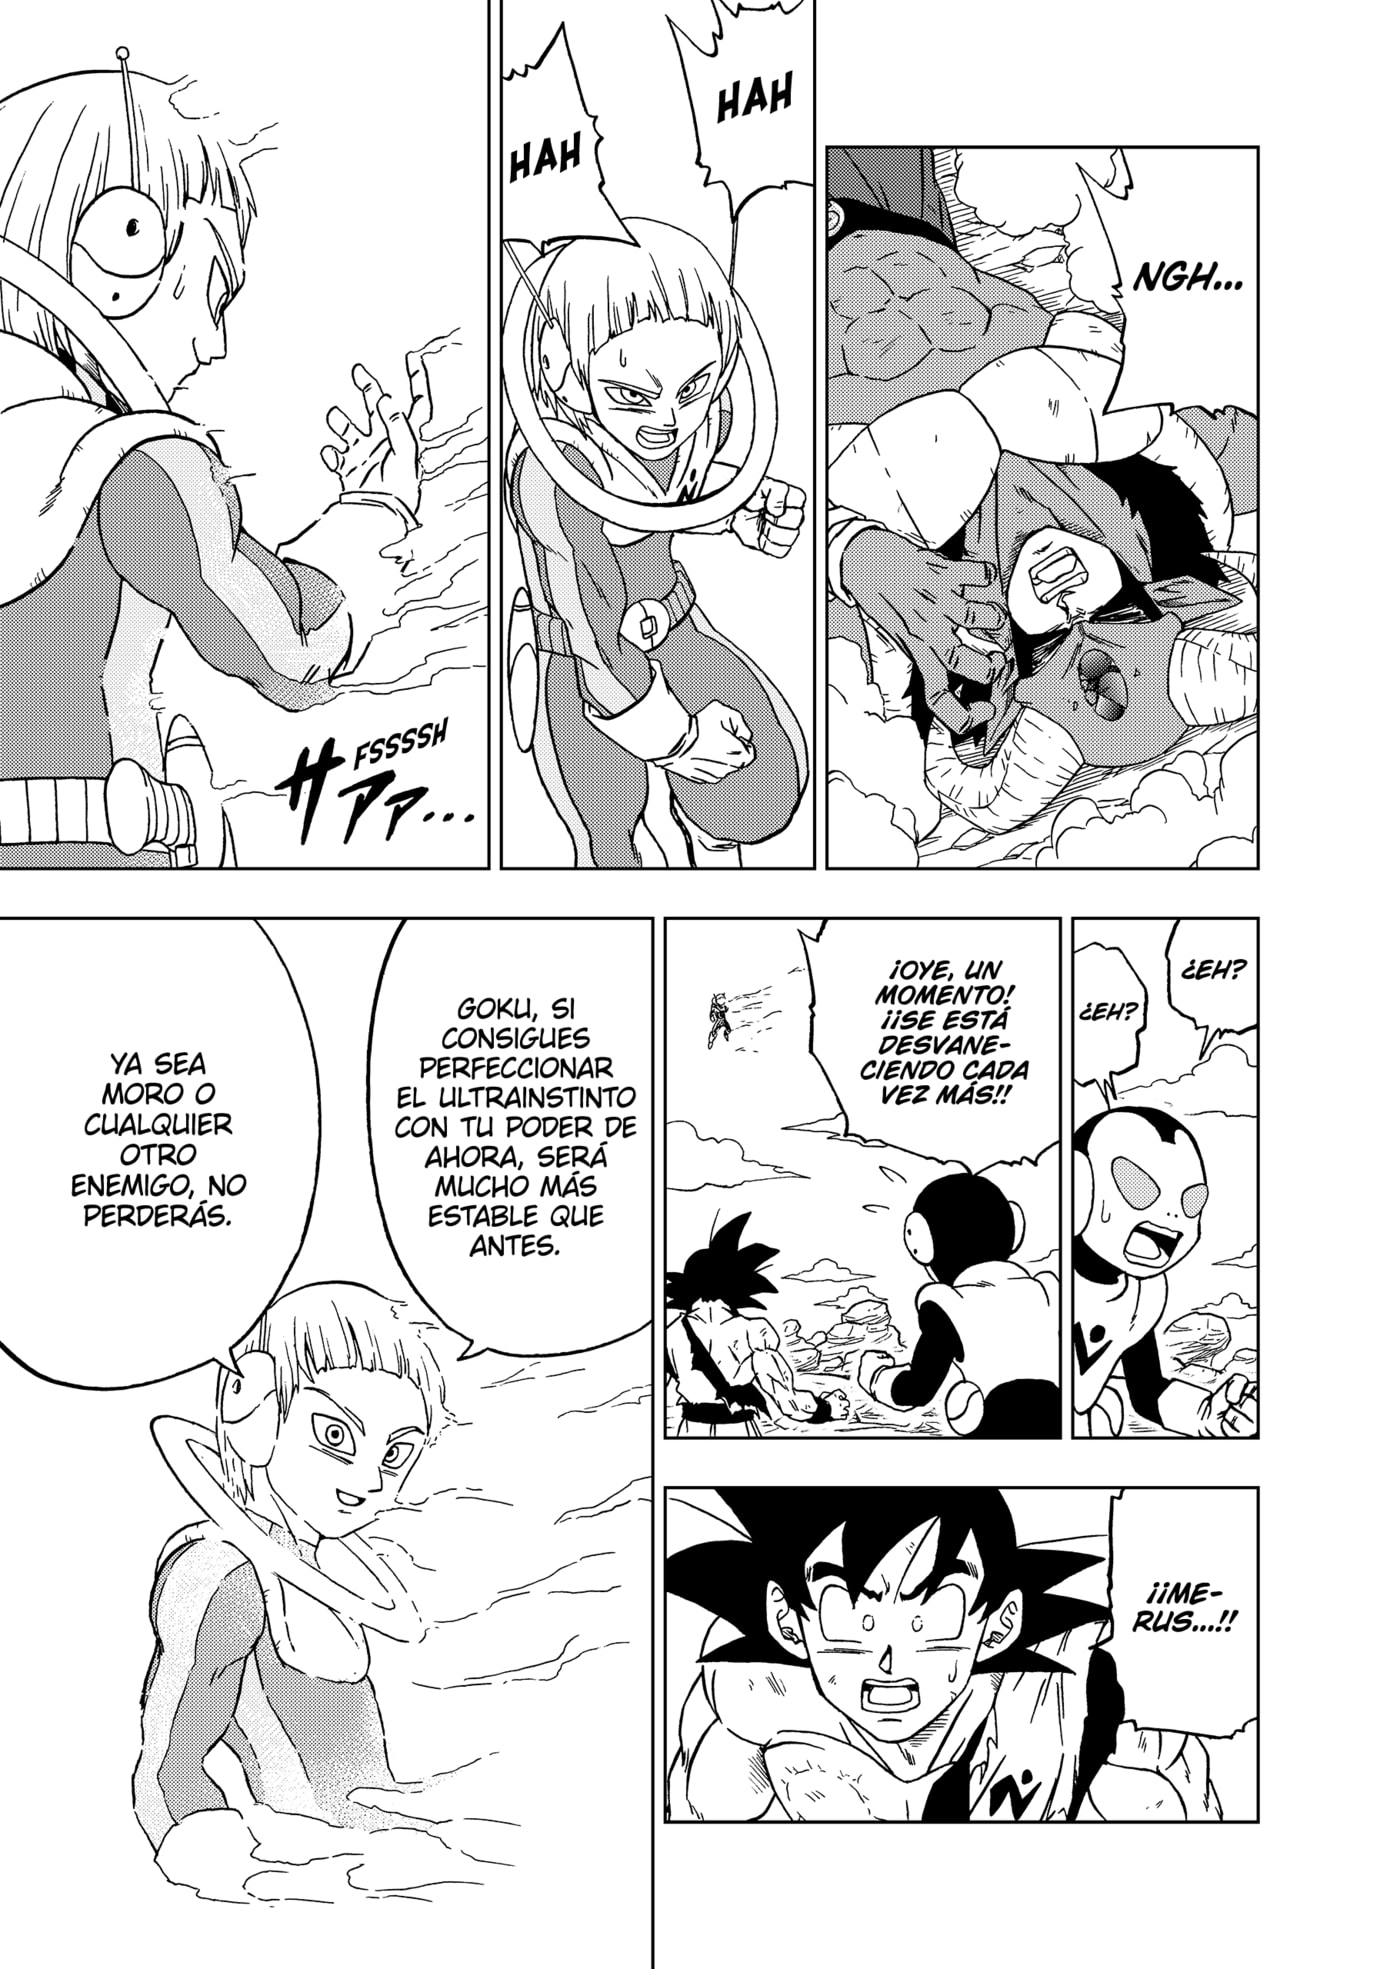 NGH...
HAH
HAH
FSSSSH
サァァ...
¿EH?
¿EH?
¡OYE, UN
MOMENTO!
¡¡SE ESTÁ
DESVANE-
CIENDO CADA
VEZ MÁS!!
¡¡ME-
RUS...!!
GOKU, SI
CONSIGUES
PERFECCIONAR
EL ULTRAINSTINTO
CON TU PODER DE
AHORA, SERÁ
MUCHO MÁS
ESTABLE QUE
ANTES.
YA SEA
MORO O
CUALQUIER
OTRO
ENEMIGO, NO
PERDERÁS.